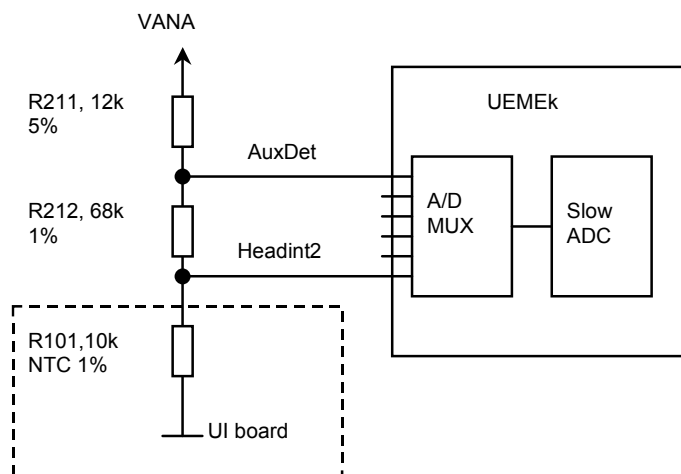 VANA
R211, 12k
5%
UEMEk
AuxDet
R212, 68k
1%
A/D
MUX
Slow
ADC
Headint2
R101,10k
NTC 1%
UI board